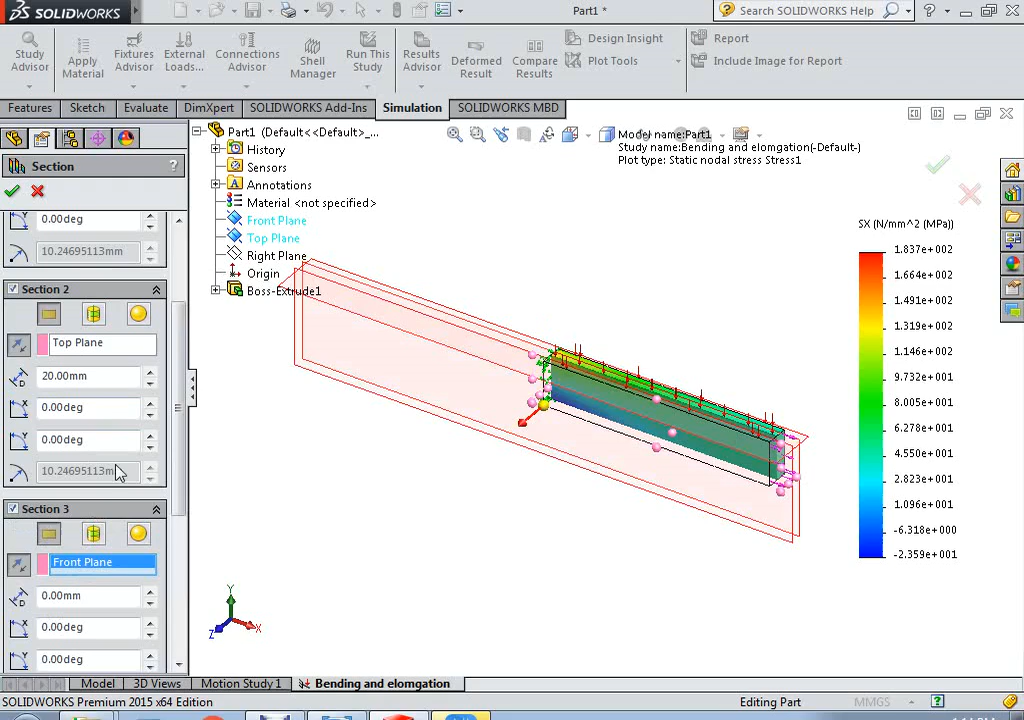 SOLIDWORKS
Part1 *
Search SOLIDWORKS Help
Study Advisor
Apply Material
Fixtures Advisor
External Loads...
Connections Advisor
Shell Manager
Run This Study
Results Advisor
Deformed Result
Compare Results
Design Insight
Plot Tools
Report
Include Image for Report
Features
Sketch
Evaluate
DimXpert
SOLIDWORKS Add-Ins
Simulation
SOLIDWORKS MBD
Section
?
0.00deg
10.24695113mm
Section 2
Top Plane
20.00mm
0.00deg
0.00deg
10.24695113m
Section 3
Front Plane
0.00mm
0.00deg
0.00deg
Part1 (Default<<Default>_...
History
Sensors
Annotations
Material <not specified>
Front Plane
Top Plane
Right Plane
Origin
Boss-Extrude1
Model name:Part1
Study name:Bending and elomgation(-Default-)
Plot type: Static nodal stress Stress1
SX (N/mm^2 (MPa))
1.837e+002
1.664e+002
1.491e+002
1.319e+002
1.146e+002
9.732e+001
8.005e+001
6.278e+001
4.550e+001
2.823e+001
1.096e+001
-6.318e+000
-2.359e+001
Y
Z
X
Model
3D Views
Motion Study 1
Bending and elomgation
SOLIDWORKS Premium 2015 x64 Edition
Editing Part
MMGS